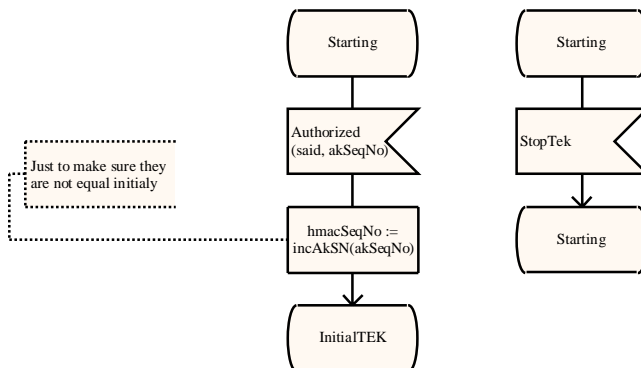 Starting
Starting
Authorized
(said, akSeqNo)
StopTek
Just to make sure they
are not equal initialy
hmacSeqNo :=
incAkSN(akSeqNo)
Starting
InitialTEK